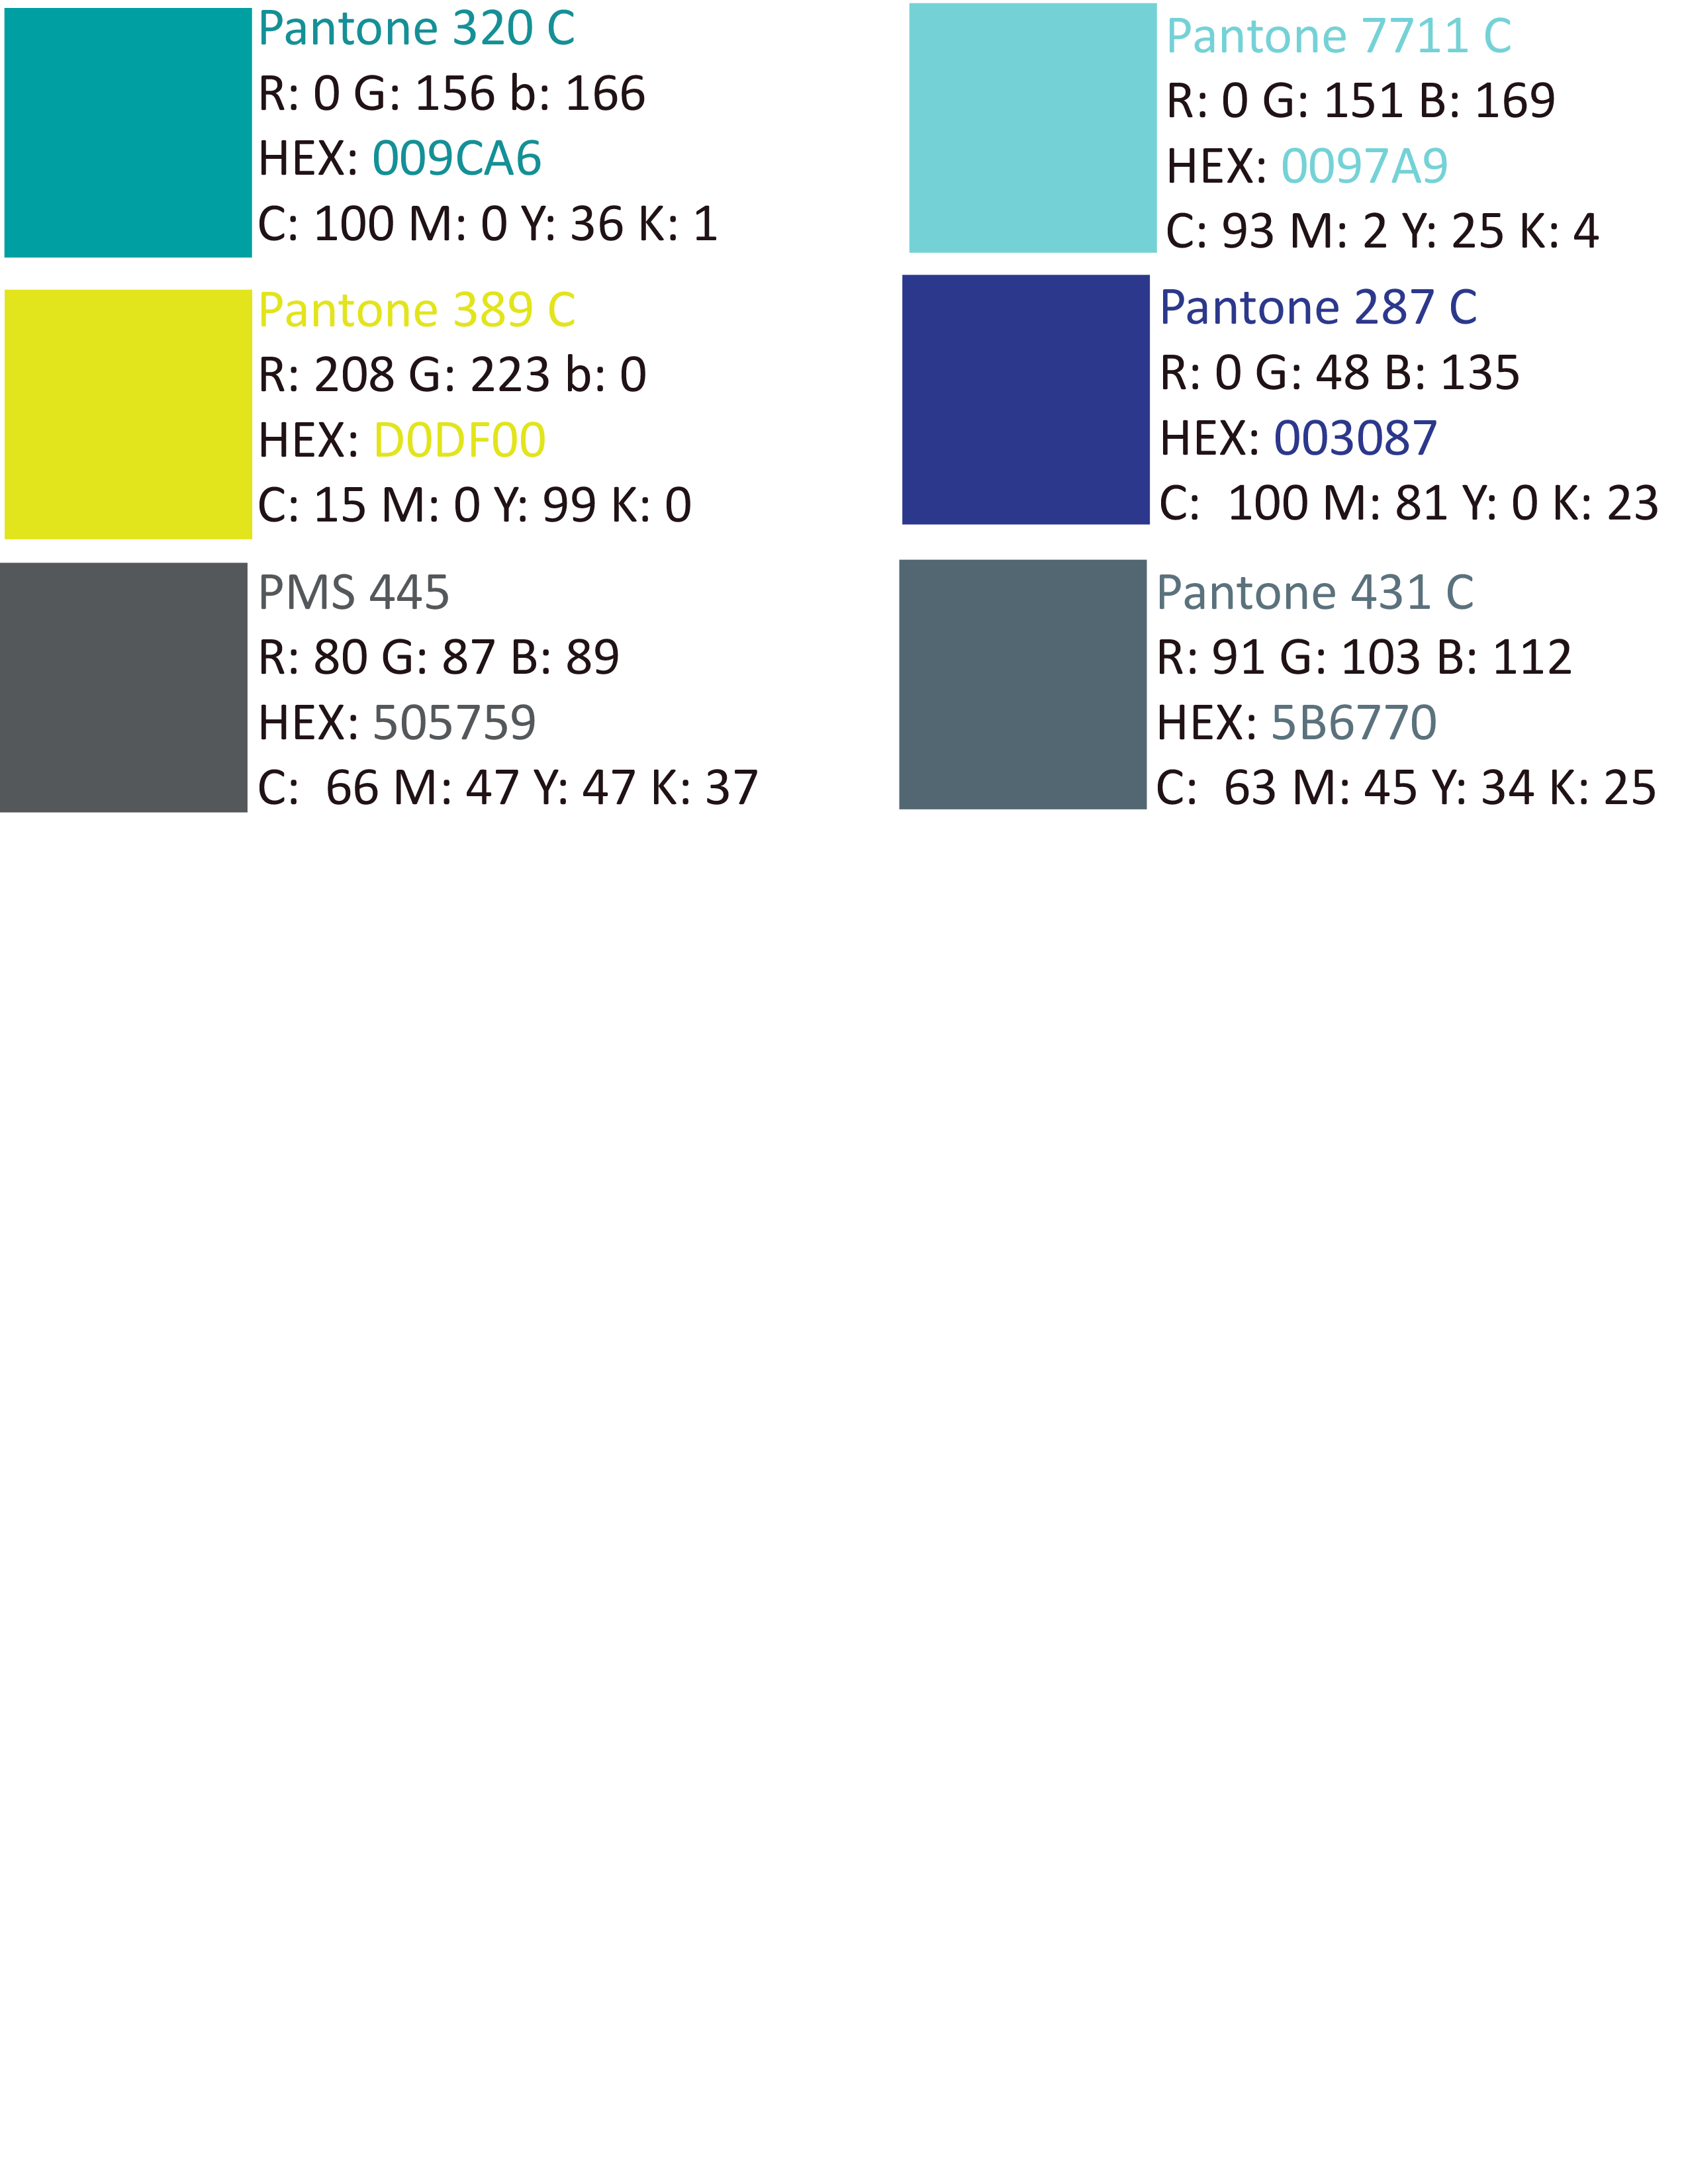 Pantone 320 C
R: 0 G: 156 b: 166
HEX: 009CA6
C: 100 M: 0 Y: 36 K: 1
Pantone 7711 C
R: 0 G: 151 B: 169
HEX: 0097A9
C: 93 M: 2 Y: 25 K: 4
Pantone 389 C
R: 208 G: 223 b: 0
HEX: D0DF00
C: 15 M: 0 Y: 99 K: 0
Pantone 287 C
R: 0 G: 48 B: 135
HEX: 003087
C:  100 M: 81 Y: 0 K: 23
PMS 445
R: 80 G: 87 B: 89
HEX: 505759
C:  66 M: 47 Y: 47 K: 37
Pantone 431 C
R: 91 G: 103 B: 112
HEX: 5B6770
C:  63 M: 45 Y: 34 K: 25